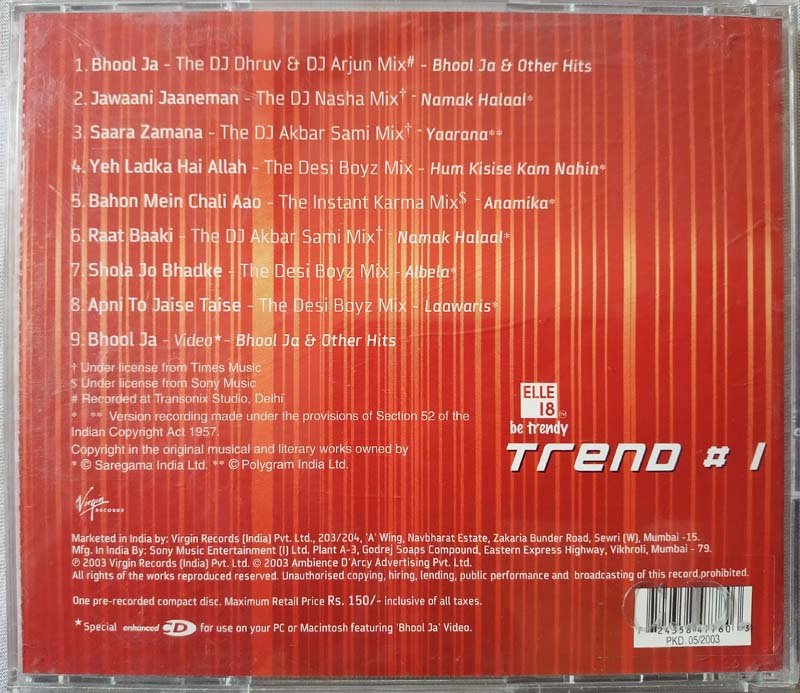 1. Bhool Ja - The DJ Dhruv & DJ Arjun Mix# - Bhool Ja & Other Hits
2. Jawaani Jaaneman - The DJ Nasha Mix† - Namak Halaal*
3. Saara Zamana - The DJ Akbar Sami Mix† - Yaarana**
4. Yeh Ladka Hai Allah - The Desi Boyz Mix - Hum Kisise Kam Nahin*
5. Bahon Mein Chali Aao - The Instant Karma Mix$ - Anamika*
6. Raat Baaki - The DJ Akbar Sami Mix† - Namak Halaal*
7. Shola Jo Bhadke - The Desi Boyz Mix - Albela*
8. Apni To Jaise Taise - The Desi Boyz Mix - Laawaris*
9. Bhool Ja - Video★ - Bhool Ja & Other Hits
† Under license from Times Music
$ Under license from Sony Music
# Recorded at Transonix Studio, Delhi
* ** Version recording made under the provisions of Section 52 of the
Indian Copyright Act 1957.
Copyright in the original musical and literary works owned by
* © Saregama India Ltd. ** © Polygram India Ltd.
ELLE
18
be trendy
Trend # 1
Virgin
RECORDS
Marketed in India by: Virgin Records (India) Pvt. Ltd., 203/204, 'A' Wing, Navbharat Estate, Zakaria Bunder Road, Sewri (W), Mumbai -15.
Mfg. In India By: Sony Music Entertainment (I) Ltd. Plant A-3, Godrej Soaps Compound, Eastern Express Highway, Vikhroli, Mumbai - 79.
℗ 2003 Virgin Records (India) Pvt. Ltd. © 2003 Ambience D'Arcy Advertising Pvt. Ltd.
All rights of the works reproduced reserved. Unauthorised copying, hiring, lending, public performance and broadcasting of this record prohibited.
One pre-recorded compact disc. Maximum Retail Price Rs. 150/- inclusive of all taxes.
★Special enhanced CD for use on your PC or Macintosh featuring 'Bhool Ja' Video.
PKD. 05/2003